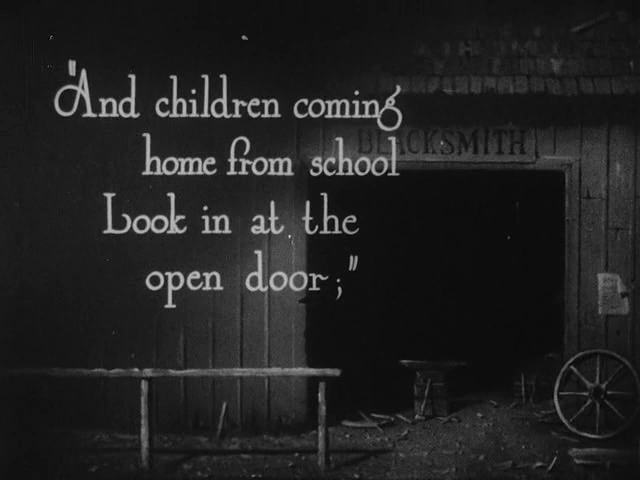 "And children coming
home from school
Look in at the
open door;"
BLACKSMITH